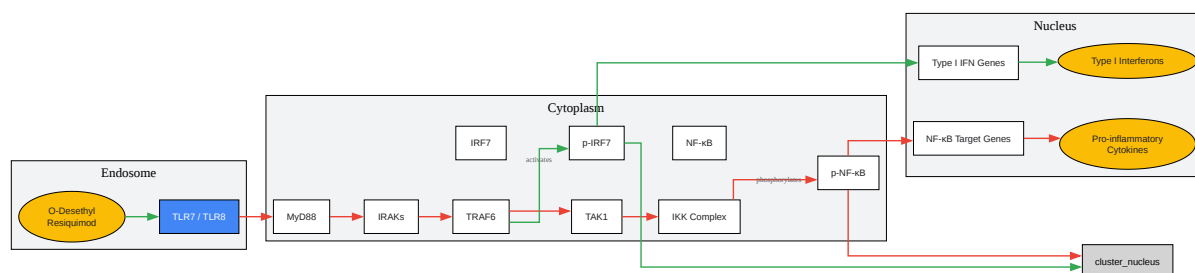 Nucleus
Type I IFN Genes
Type I Interferons
Cytoplasm
IRF7
p-IRF7
NF-κB
NF-κB Target Genes
Pro-inflammatory
Cytokines
activates
Endosome
p-NF-κB
phosphorylates
O-Desethyl
Resiquimod
TLR7 / TLR8
MyD88
IRAKs
TRAF6
TAK1
IKK Complex
cluster_nucleus